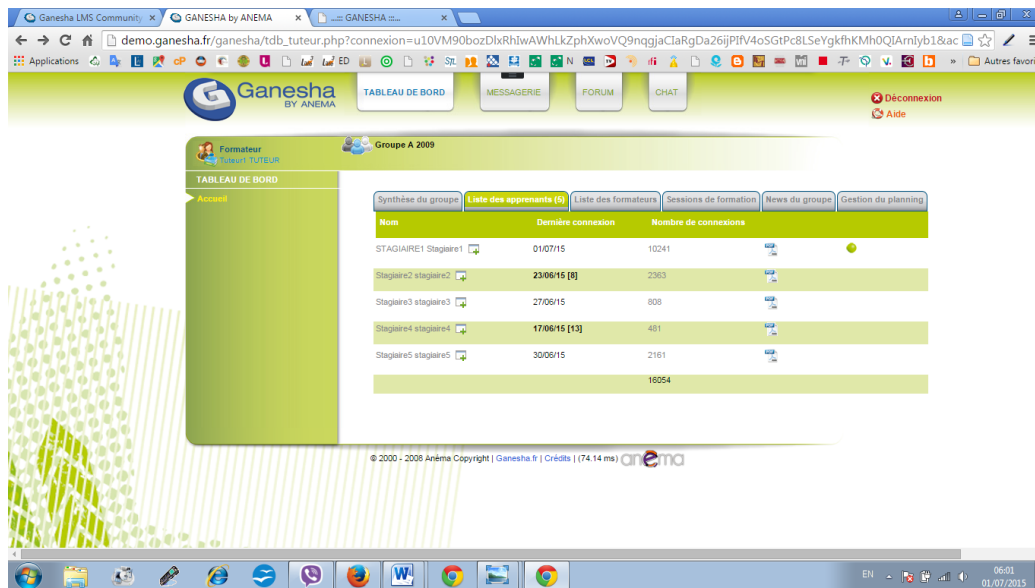 Ganesha LMS Community
GANESHA by ANEMA
..:: GANESHA ::...
demo.ganesha.fr/ganesha/tdb_tuteur.php?connexion=u10VM90bozDlxRhIwAWhLkZphXwoVQ9nqgjaCIaRgDa26ijPIfV4oSGtPc8LSeYgkfhKMh0QIArnIyb1&ac
Applications
ED
N
Autres favori
Ganesha
BY ANEMA
TABLEAU DE BORD
MESSAGERIE
FORUM
CHAT
Déconnexion
Aide
Formateur
Tuteur1 TUTEUR
Groupe A 2009
TABLEAU DE BORD
Accueil
Synthèse du groupe
Liste des apprenants (5)
Liste des formateurs
Sessions de formation
News du groupe
Gestion du planning
Nom Dernière connexion Nombre de connexions
STAGIAIRE1 Stagiaire1 01/07/15 10241
Stagiaire2 stagiaire2 23/06/15 [8] 2363
Stagiaire3 stagiaire3 27/06/15 808
Stagiaire4 stagiaire4 17/06/15 [13] 481
Stagiaire5 stagiaire5 30/06/15 2161
16054
© 2000 - 2008 Anéma Copyright | Ganesha.fr | Crédits | (74.14 ms) anema
EN
06:01
01/07/2015